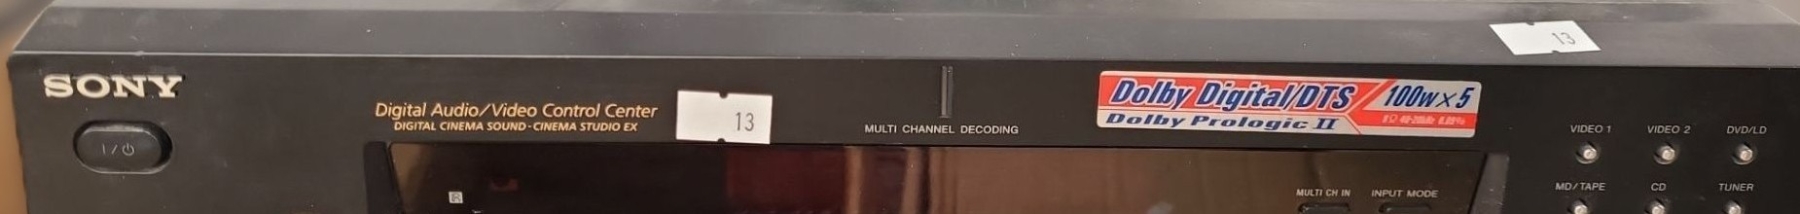 13
SONY
Digital Audio/Video Control Center
DIGITAL CINEMA SOUND-CINEMA STUDIO EX
13
MULTI CHANNEL DECODING
Dolby Digital/DTS
100w×5
Dolby Prologic II
VIDEO 1
VIDEO 2
DVD/LD
I/⏻
MULTI CH IN
INPUT MODE
MD/TAPE
CD
TUNER